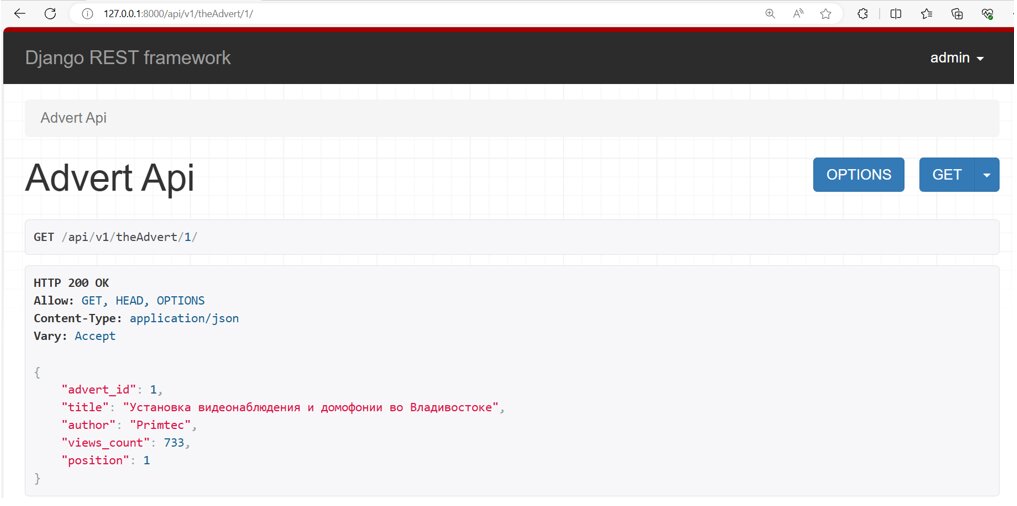 127.0.0.1:8000/api/v1/theAdvert/1/
Django REST framework
admin
Advert Api
Advert Api
OPTIONS
GET
GET /api/v1/theAdvert/1/
HTTP 200 OK
Allow: GET, HEAD, OPTIONS
Content-Type: application/json
Vary: Accept
{
"advert_id": 1,
"title": "Установка видеонаблюдения и домофонии во Владивостоке",
"author": "Primtec",
"views_count": 733,
"position": 1
}